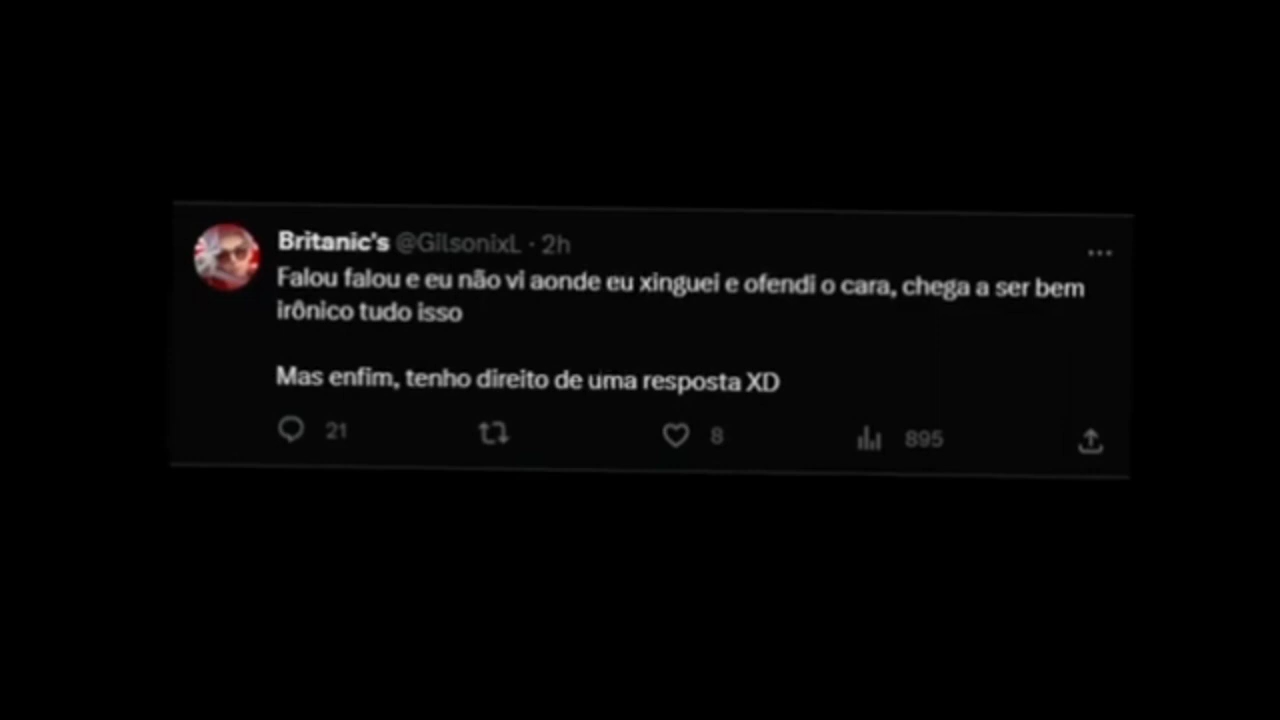 Britanic's @GilsonixL · 2h
Falou falou e eu não vi aonde eu xinguei e ofendi o cara, chega a ser bem
irônico tudo isso
Mas enfim, tenho direito de uma resposta XD
21 8 895